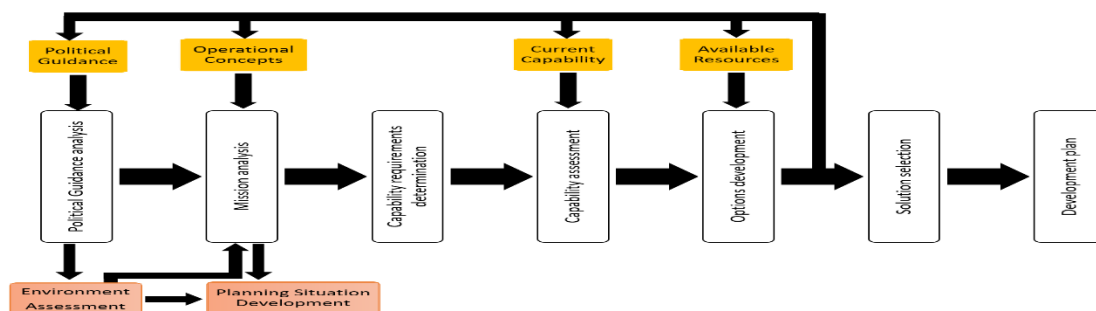 Political
Guidance
Operational
Concepts
Current
Capability
Available
Resources
Political Guidance analysis
Mission analysis
Capability requirements
determination
Capability assessment
Options development
Solution selection
Development plan
Environment
Assessment
Planning Situation
Development